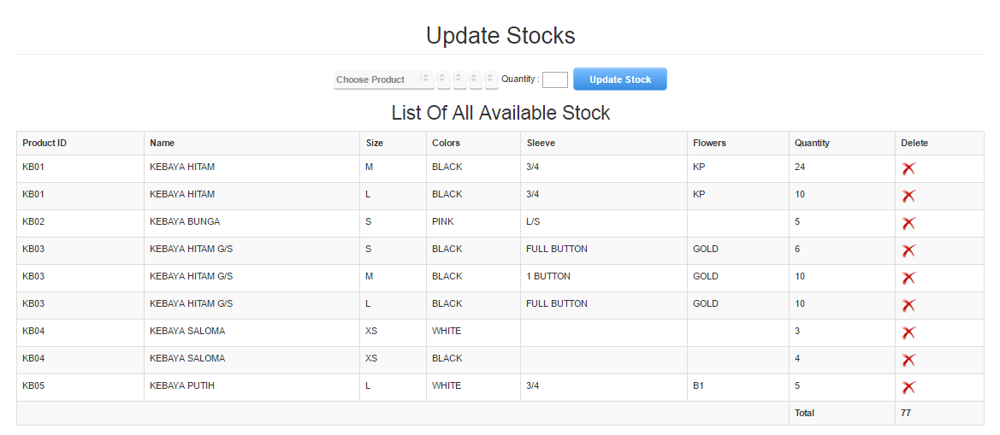 Update Stocks
Choose Product Quantity : Update Stock
List Of All Available Stock
Product ID Name Size Colors Sleeve Flowers Quantity Delete
KB01 KEBAYA HITAM M BLACK 3/4 KP 24
KB01 KEBAYA HITAM L BLACK 3/4 KP 10
KB02 KEBAYA BUNGA S PINK L/S 5
KB03 KEBAYA HITAM G/S S BLACK FULL BUTTON GOLD 6
KB03 KEBAYA HITAM G/S M BLACK 1 BUTTON GOLD 10
KB03 KEBAYA HITAM G/S L BLACK FULL BUTTON GOLD 10
KB04 KEBAYA SALOMA XS WHITE 3
KB04 KEBAYA SALOMA XS BLACK 4
KB05 KEBAYA PUTIH L WHITE 3/4 B1 5
Total 77